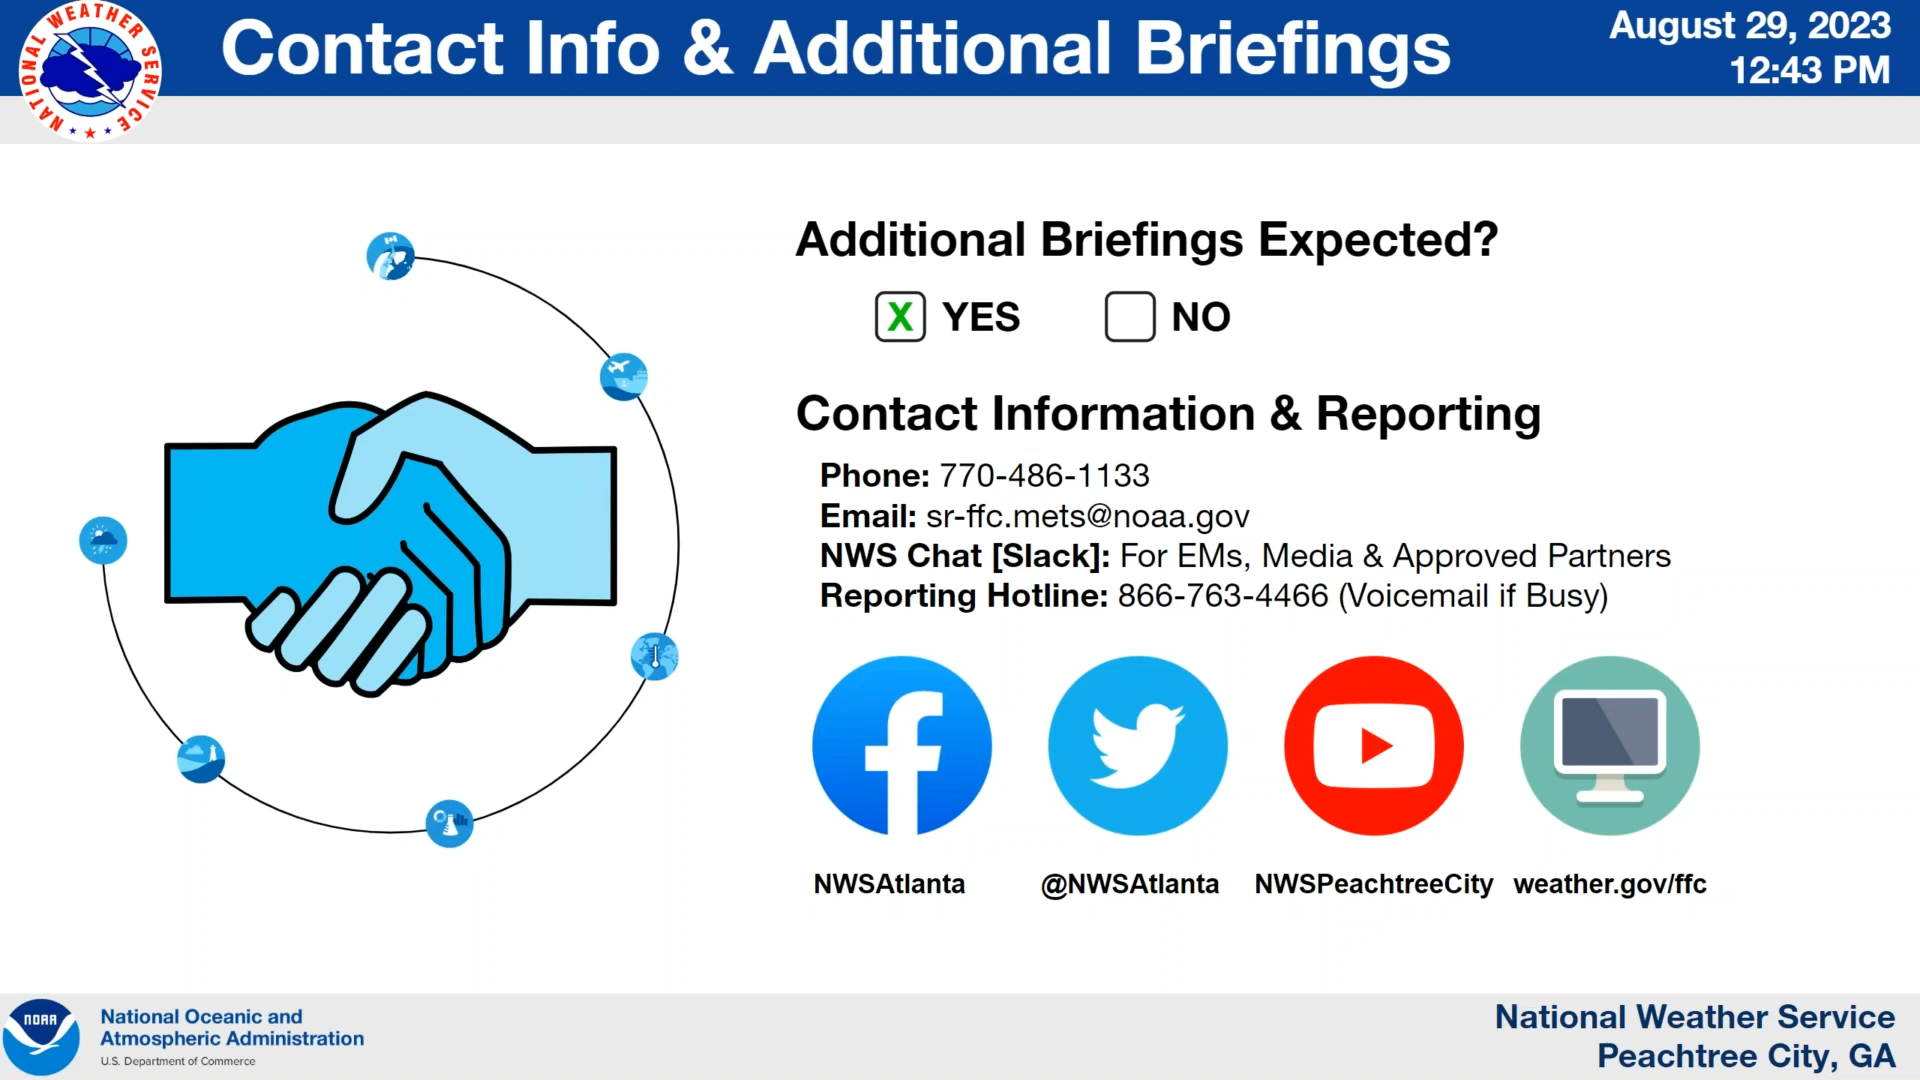 NATIONAL WEATHER SERVICE
Contact Info & Additional Briefings
August 29, 2023
12:43 PM
Additional Briefings Expected?
X YES NO
Contact Information & Reporting
Phone: 770-486-1133
Email: sr-ffc.mets@noaa.gov
NWS Chat [Slack]: For EMs, Media & Approved Partners
Reporting Hotline: 866-763-4466 (Voicemail if Busy)
NWSAtlanta @NWSAtlanta NWSPeachtreeCity weather.gov/ffc
NOAA
National Oceanic and
Atmospheric Administration
U.S. Department of Commerce
National Weather Service
Peachtree City, GA